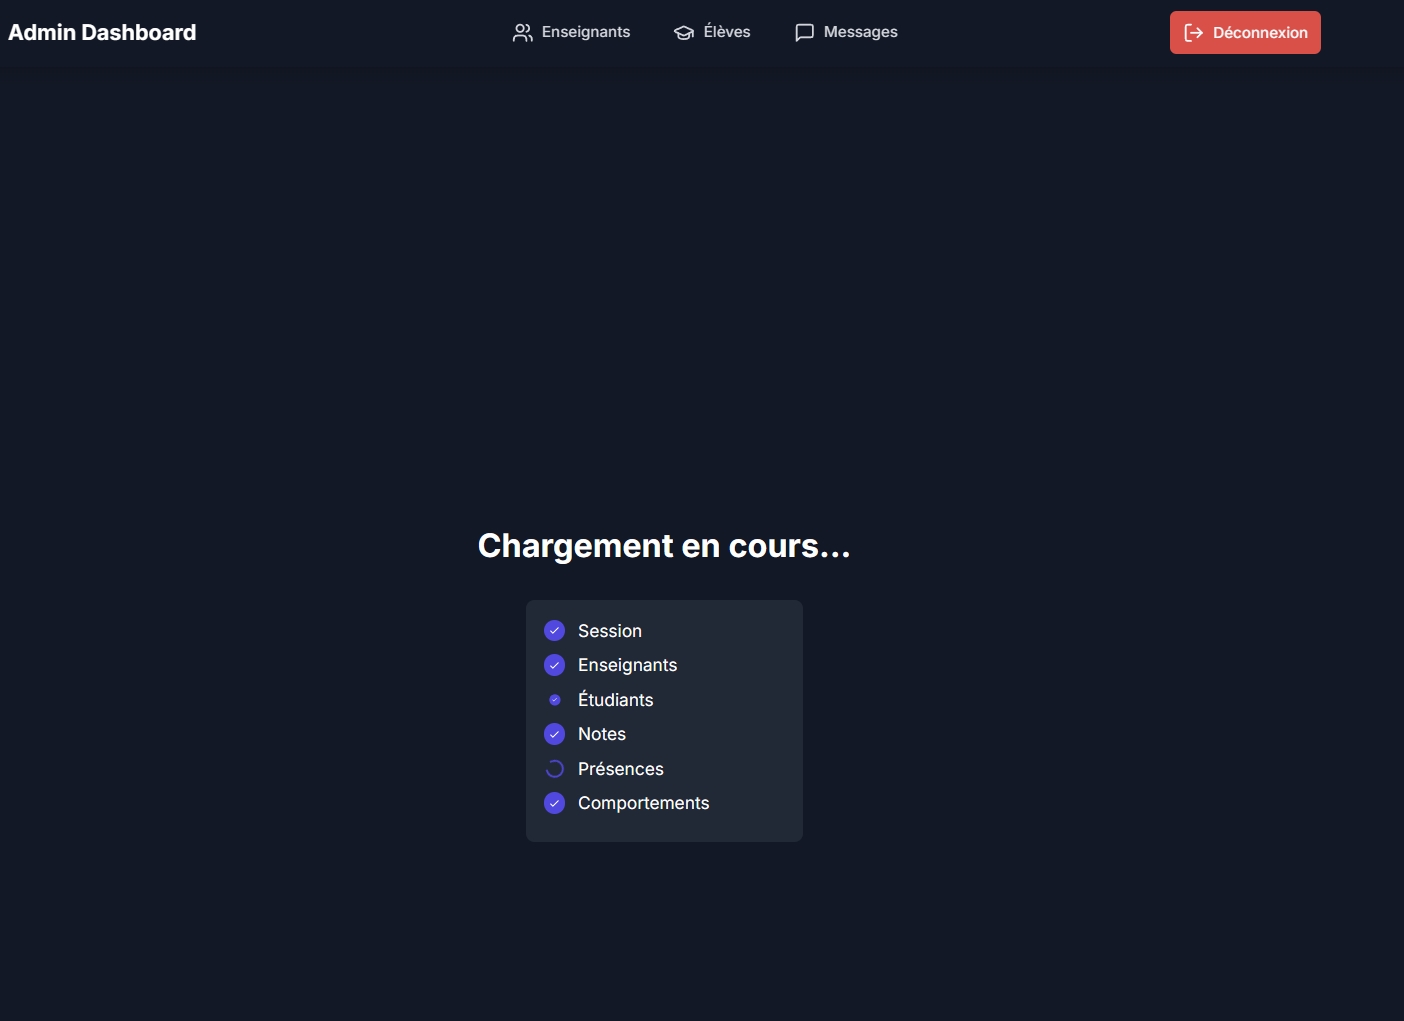 Admin Dashboard
Enseignants
Élèves
Messages
Déconnexion
Chargement en cours...
Session
Enseignants
Étudiants
Notes
Présences
Comportements